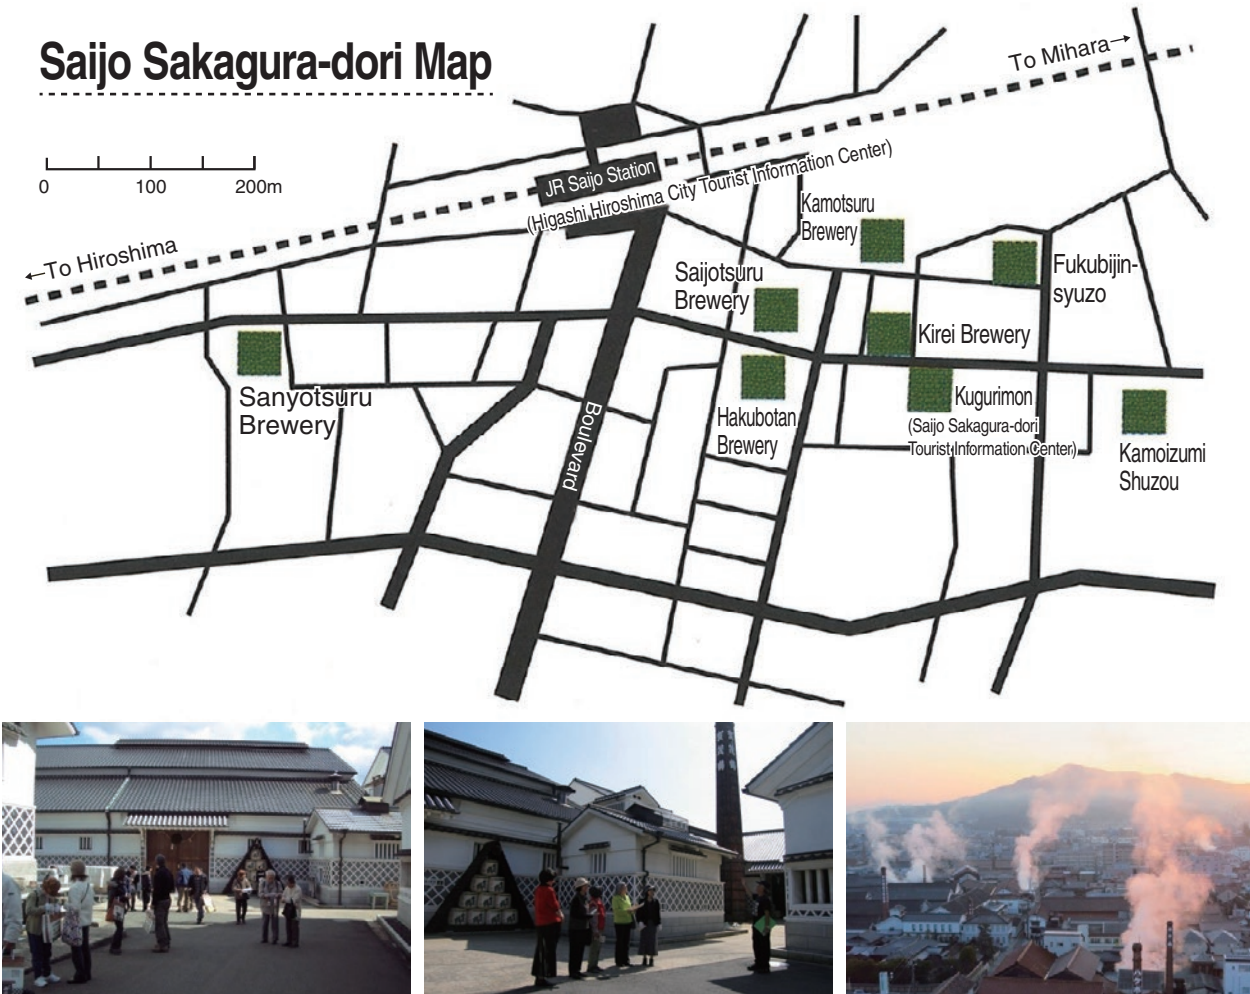 Saijo Sakagura-dori Map
0 100 200m
To Mihara→
JR Saijo Station
(Higashi Hiroshima City Tourist Information Center)
←To Hiroshima
Kamotsuru
Brewery
Saijotsuru
Brewery
Fukubijin-
syuzo
Kirei Brewery
Sanyotsuru
Brewery
Hakubotan
Brewery
Kugurimon
(Saijo Sakagura-dori
Tourist Information Center)
Kamoizumi
Shuzou
Boulevard